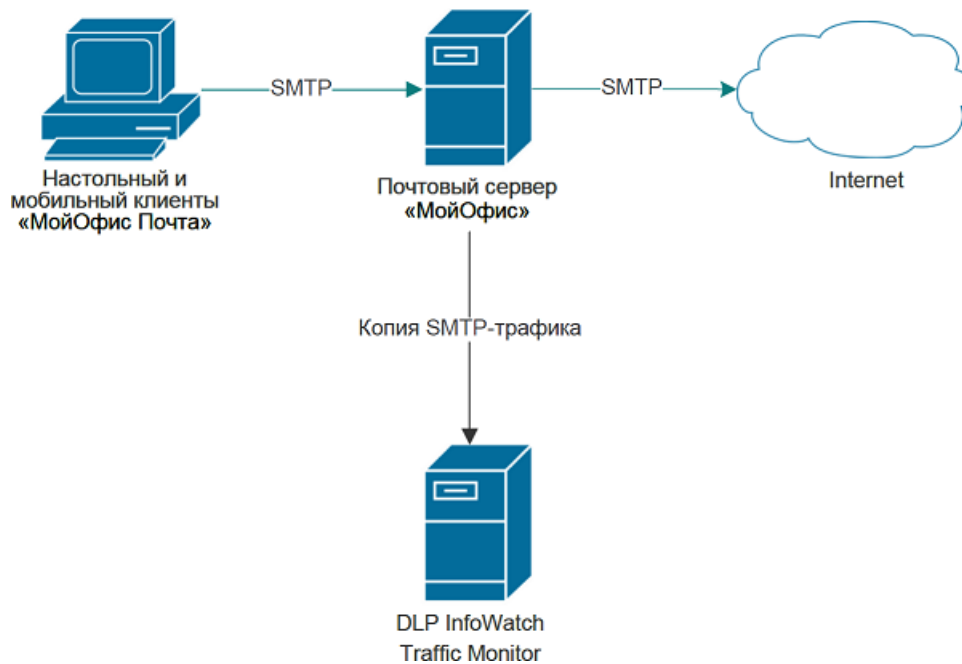 SMTP
SMTP
Настольный и
мобильный клиенты
«МойОфис Почта»
Почтовый сервер
«МойОфис»
Internet
Копия SMTP-трафика
DLP InfoWatch
Traffic Monitor